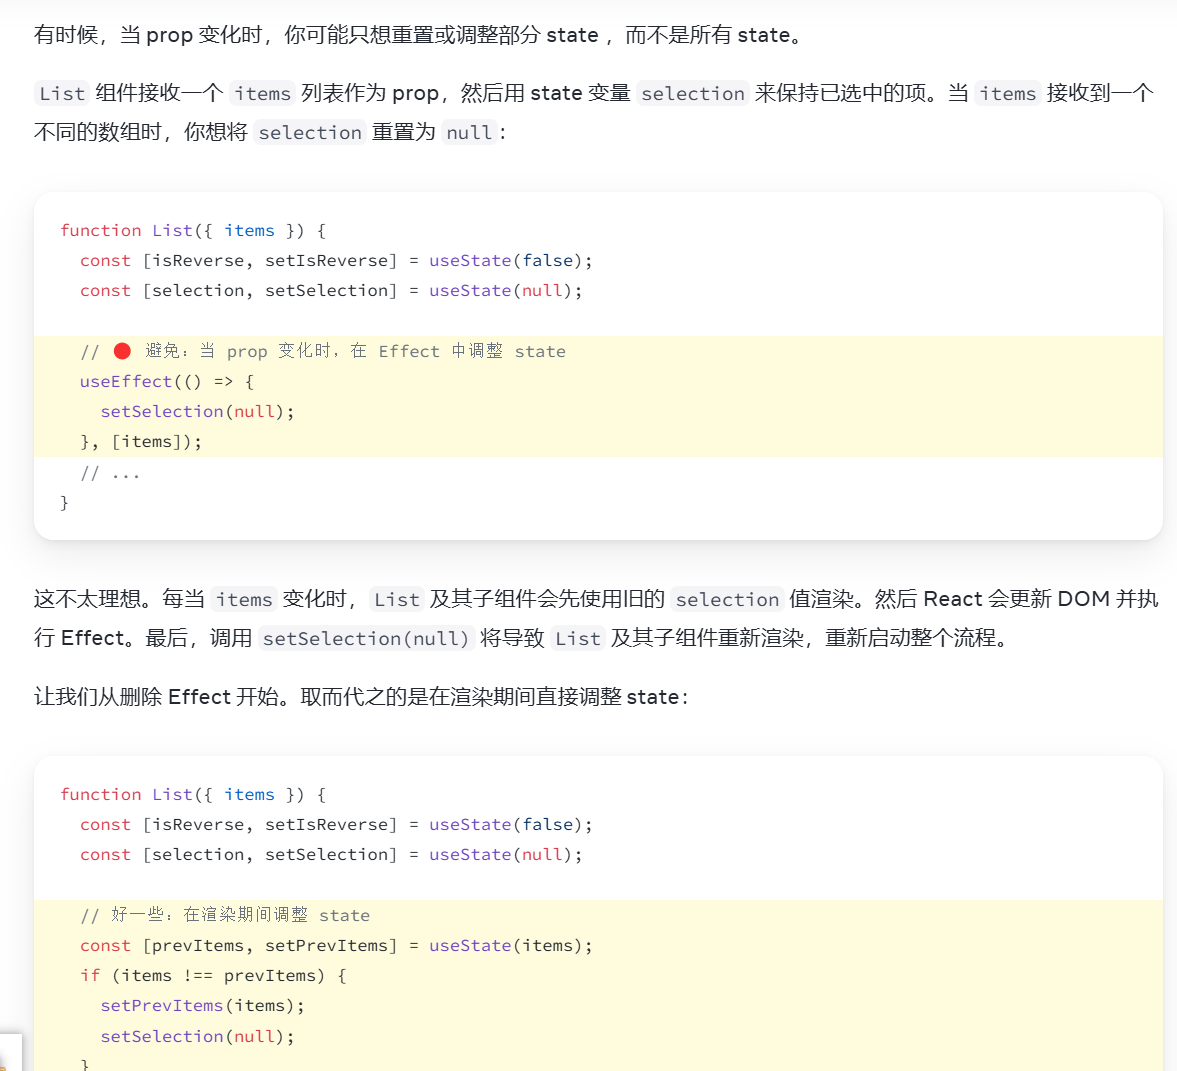 有时候，当 prop 变化时，你可能只想重置或调整部分 state ，而不是所有 state。
List 组件接收一个 items 列表作为 prop，然后用 state 变量 selection 来保持已选中的项。当 items 接收到一个
不同的数组时，你想将 selection 重置为 null：
function List({ items }) {
  const [isReverse, setIsReverse] = useState(false);
  const [selection, setSelection] = useState(null);
  // 🔴 避免：当 prop 变化时，在 Effect 中调整 state
  useEffect(() => {
    setSelection(null);
  }, [items]);
  // ...
}
这不太理想。每当 items 变化时，List 及其子组件会先使用旧的 selection 值渲染。然后 React 会更新 DOM 并执
行 Effect。最后，调用 setSelection(null) 将导致 List 及其子组件重新渲染，重新启动整个流程。
让我们从删除 Effect 开始。取而代之的是在渲染期间直接调整 state：
function List({ items }) {
  const [isReverse, setIsReverse] = useState(false);
  const [selection, setSelection] = useState(null);
  // 好一些：在渲染期间调整 state
  const [prevItems, setPrevItems] = useState(items);
  if (items !== prevItems) {
    setPrevItems(items);
    setSelection(null);
  }